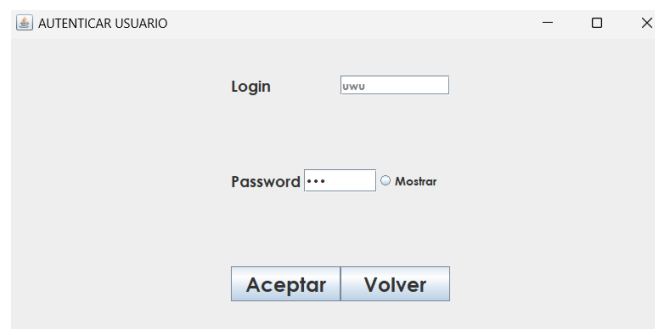 AUTENTICAR USUARIO
Login uwu
Password ••• Mostrar
Aceptar Volver